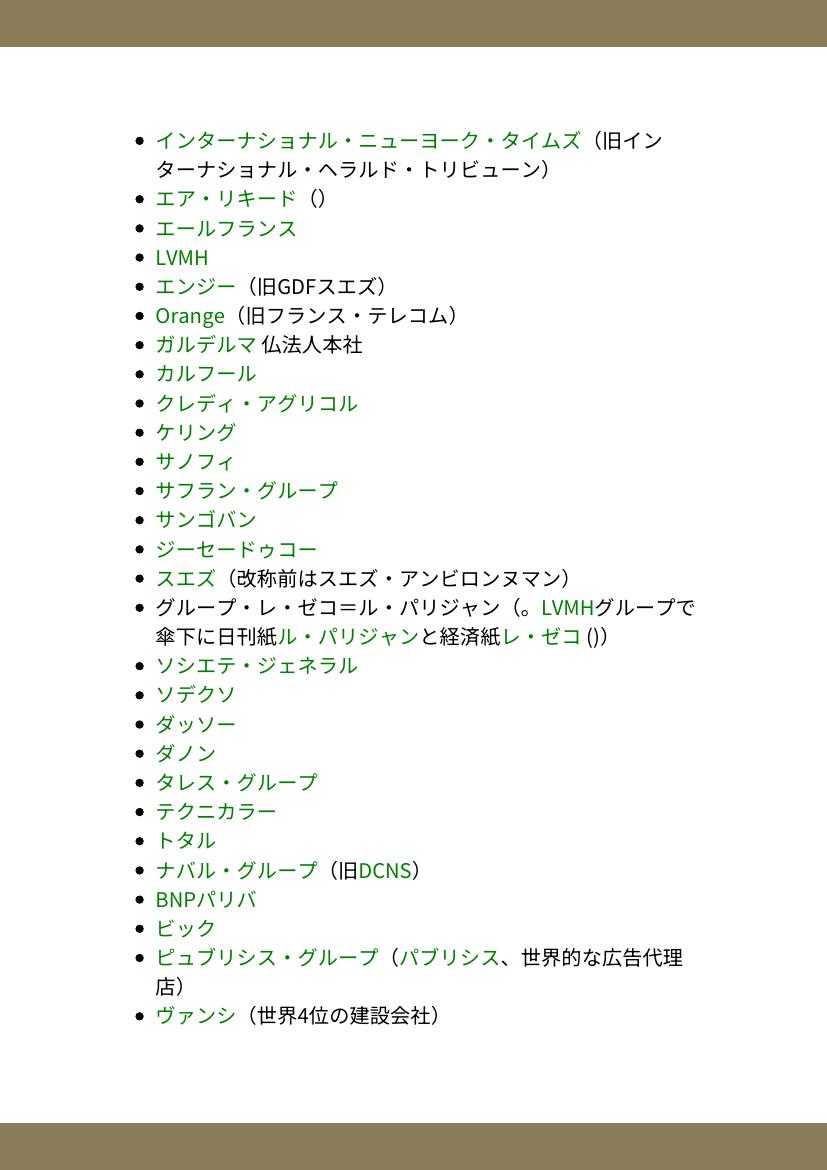 • インターナショナル・ニューヨーク・タイムズ（旧イン
ターナショナル・ヘラルド・トリビューン）
• エア・リキード（）
• エールフランス
• LVMH
• エンジー（旧GDFスエズ）
• Orange（旧フランス・テレコム）
• ガルデルマ 仏法人本社
• カルフール
• クレディ・アグリコル
• ケリング
• サノフィ
• サフラン・グループ
• サンゴバン
• ジーセードゥコー
• スエズ（改称前はスエズ・アンビロンヌマン）
• グループ・レ・ゼコ＝ル・パリジャン（。LVMHグループで
傘下に日刊紙ル・パリジャンと経済紙レ・ゼコ ()）
• ソシエテ・ジェネラル
• ソデクソ
• ダッソー
• ダノン
• タレス・グループ
• テクニカラー
• トタル
• ナバル・グループ（旧DCNS）
• BNPパリバ
• ビック
• ピュブリシス・グループ（パブリシス、世界的な広告代理
店）
• ヴァンシ（世界4位の建設会社）